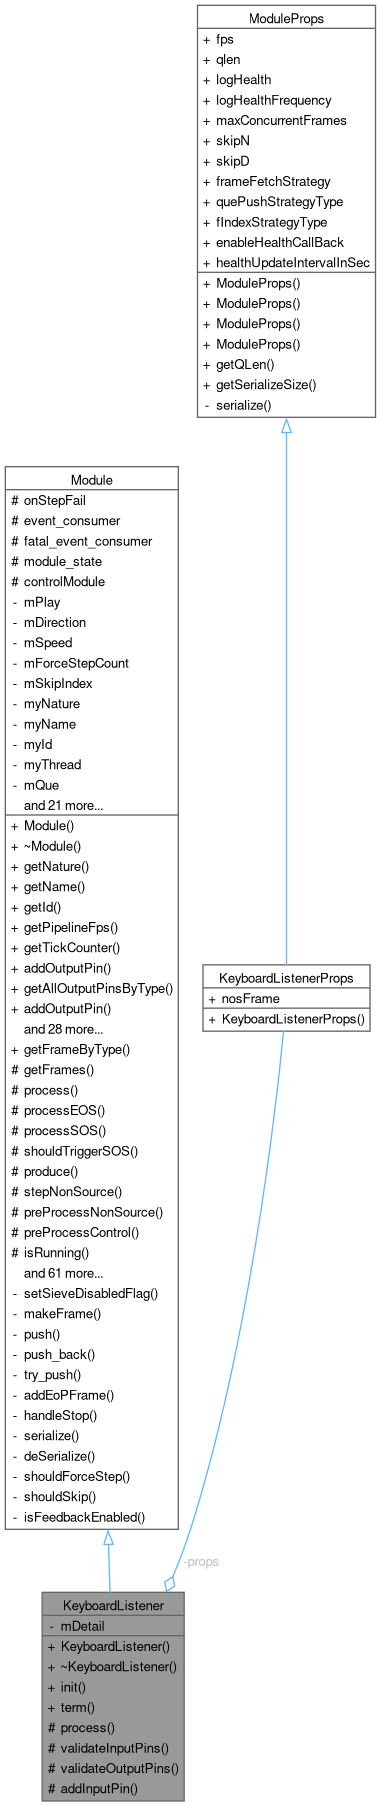 ModuleProps
+ fps
+ qlen
+ logHealth
+ logHealthFrequency
+ maxConcurrentFrames
+ skipN
+ skipD
+ frameFetchStrategy
+ quePushStrategyType
+ fIndexStrategyType
+ enableHealthCallBack
+ healthUpdateIntervalInSec
+ ModuleProps()
+ ModuleProps()
+ ModuleProps()
+ ModuleProps()
+ getQLen()
+ getSerializeSize()
- serialize()
Module
# onStepFail
# event_consumer
# fatal_event_consumer
# module_state
# controlModule
- mPlay
- mDirection
- mSpeed
- mForceStepCount
- mSkipIndex
- myNature
- myName
- myId
- myThread
- mQue
and 21 more...
+ Module()
+ ~Module()
+ getNature()
+ getName()
+ getId()
+ getPipelineFps()
+ getTickCounter()
+ addOutputPin()
+ getAllOutputPinsByType()
+ addOutputPin()
and 28 more...
+ getFrameByType()
# getFrames()
# process()
# processEOS()
# processSOS()
# shouldTriggerSOS()
# produce()
# stepNonSource()
# preProcessNonSource()
# preProcessControl()
# isRunning()
and 61 more...
- setSieveDisabledFlag()
- makeFrame()
- push()
- push_back()
- try_push()
- addEoPFrame()
- handleStop()
- serialize()
- deSerialize()
- shouldForceStep()
- shouldSkip()
- isFeedbackEnabled()
KeyboardListenerProps
+ nosFrame
+ KeyboardListenerProps()
-props
KeyboardListener
- mDetail
+ KeyboardListener()
+ ~KeyboardListener()
+ init()
+ term()
# process()
# validateInputPins()
# validateOutputPins()
# addInputPin()